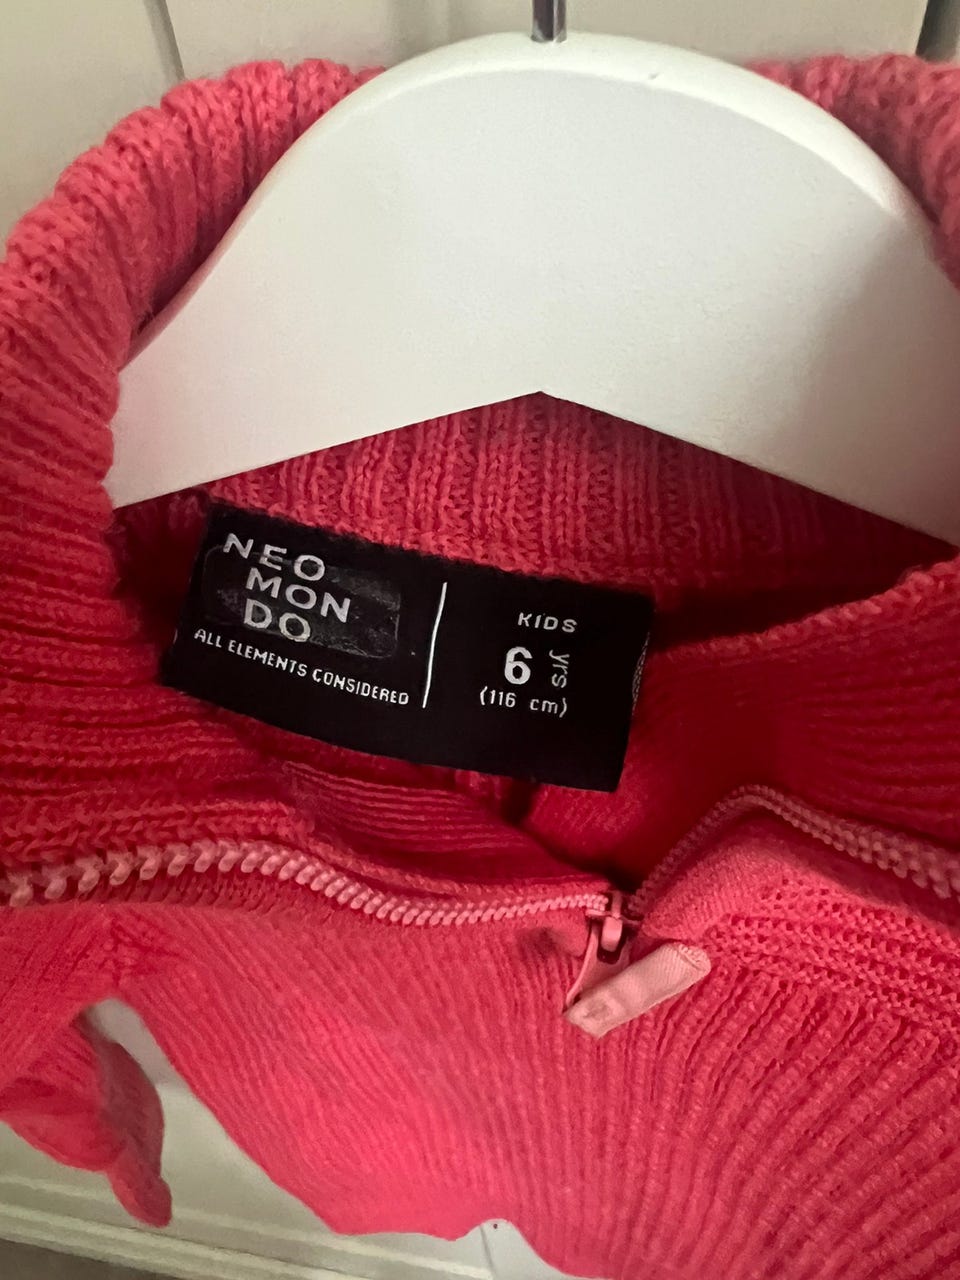 NEO
MON
DO
ALL ELEMENTS CONSIDERED
KIDS
6 yrs
(116 cm)